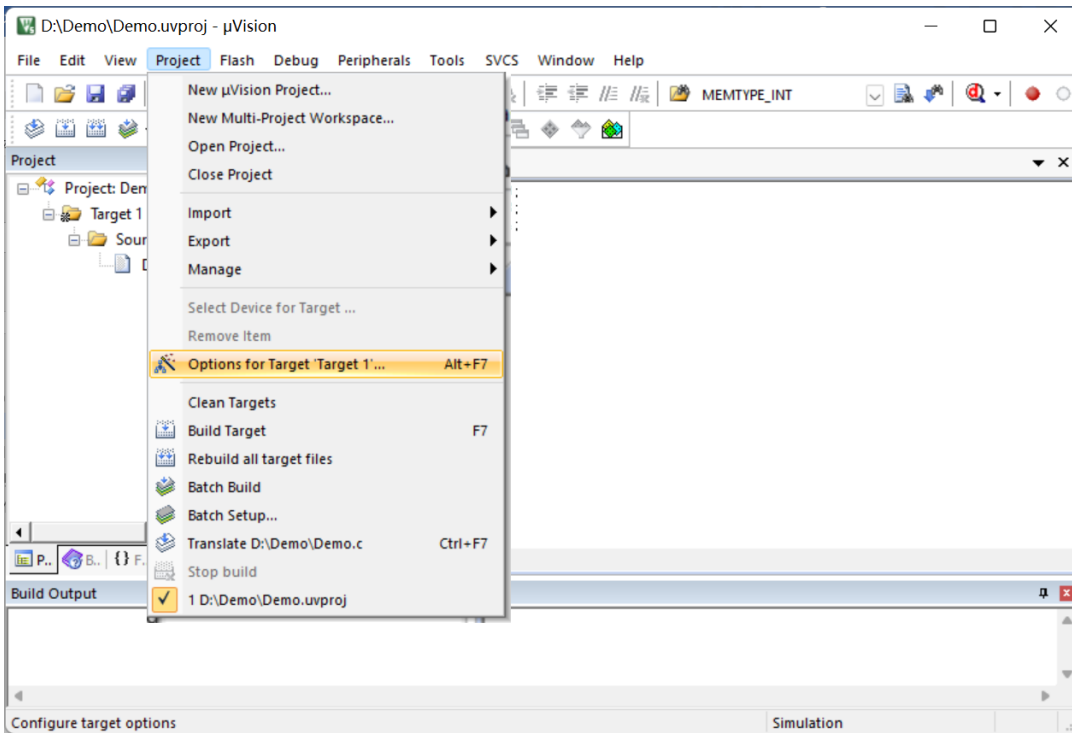 D:\Demo\Demo.uvproj - µVision
File Edit View Project Flash Debug Peripherals Tools SVCS Window Help
MEMTYPE_INT
Project
Project: Dem
Target 1
Sour
New µVision Project...
New Multi-Project Workspace...
Open Project...
Close Project
Import
Export
Manage
Select Device for Target ...
Remove Item
Options for Target 'Target 1'... Alt+F7
Clean Targets
Build Target F7
Rebuild all target files
Batch Build
Batch Setup...
Translate D:\Demo\Demo.c Ctrl+F7
Stop build
1 D:\Demo\Demo.uvproj
P.. B.. {} F..
Build Output
Configure target options Simulation